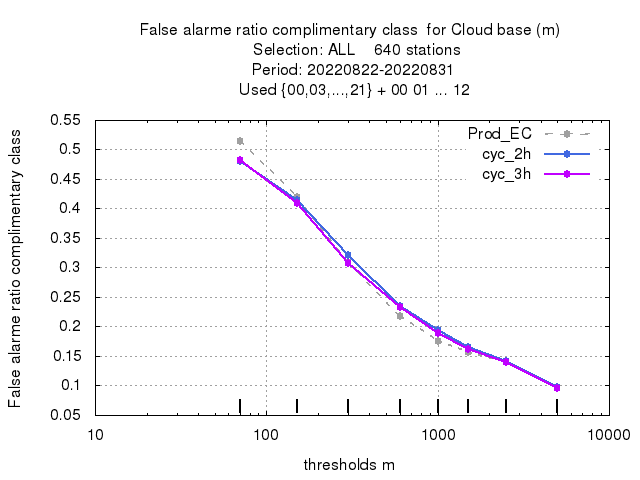 False alarme ratio complimentary class  for Cloud base (m)
Selection: ALL    640 stations
Period: 20220822-20220831
Used {00,03,...,21} + 00 01 ... 12
Prod_EC
cyc_2h
cyc_3h
False alarme ratio complimentary class
0.55
0.5
0.45
0.4
0.35
0.3
0.25
0.2
0.15
0.1
0.05
10 100 1000 10000
thresholds m